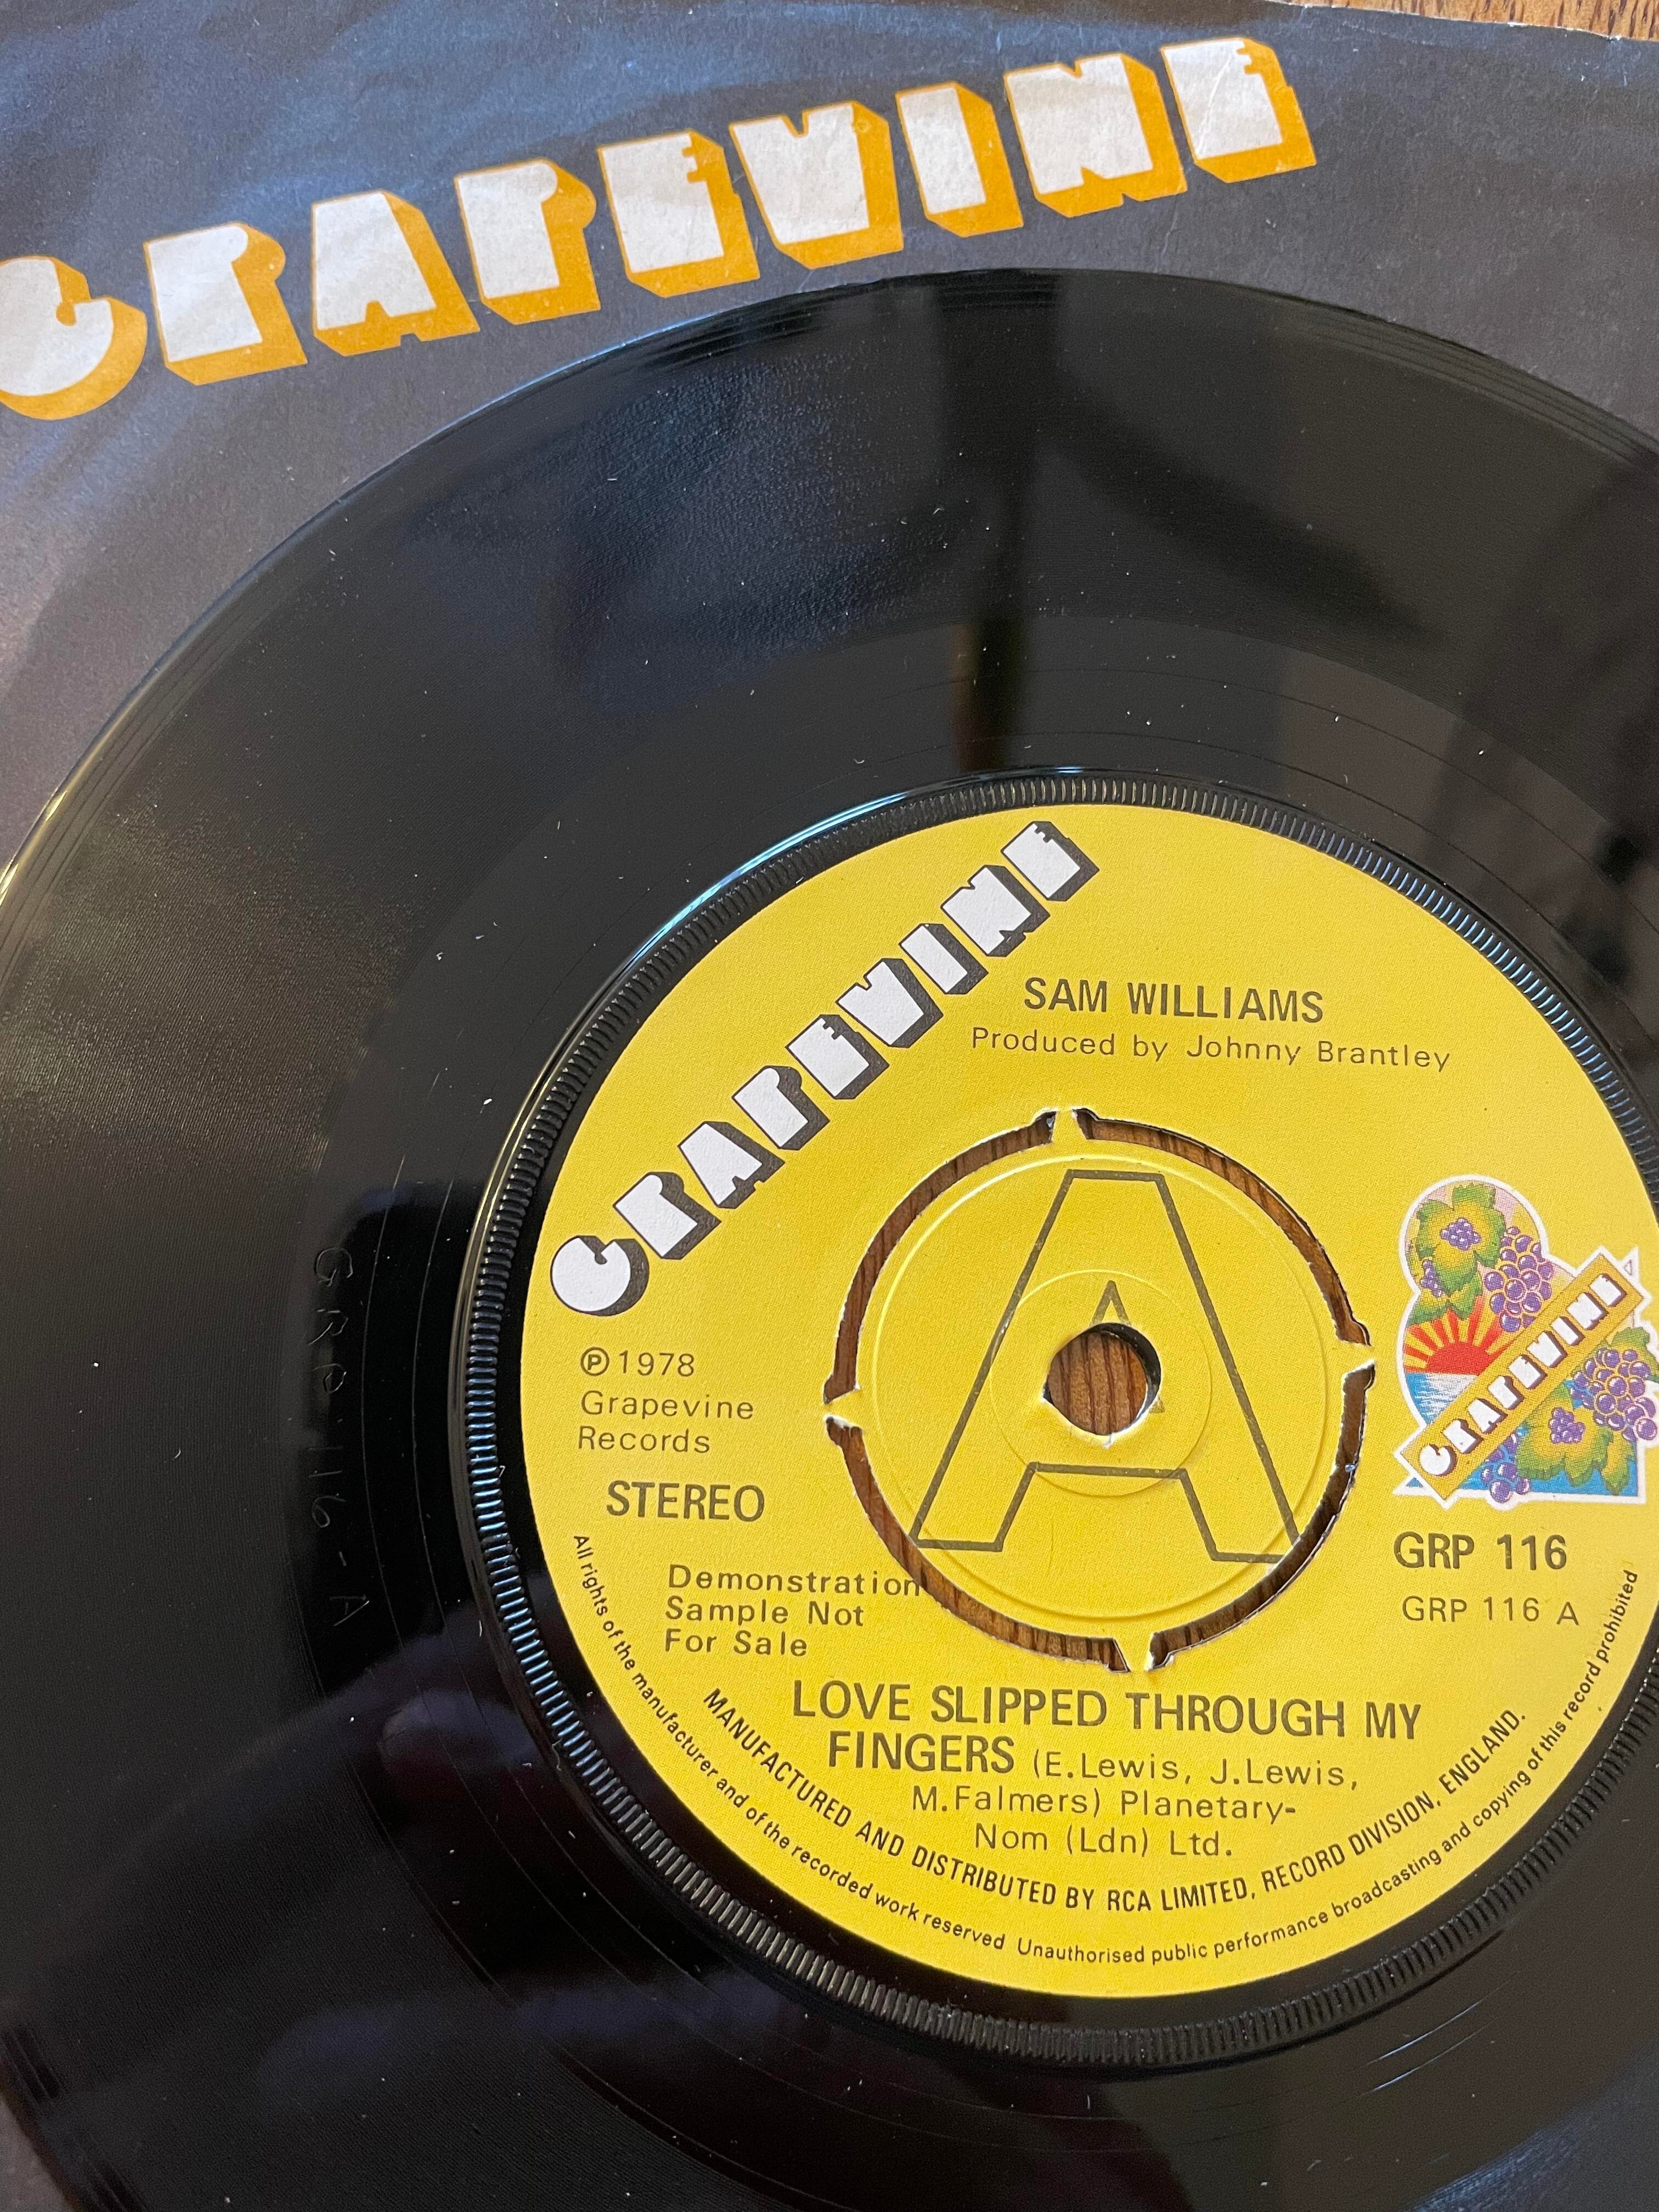 GRAPEVINE
GRAPEVINE
SAM WILLIAMS
Produced by Johnny Brantley
A
℗ 1978
Grapevine
Records
STEREO
GRAPEVINE
GRP 116
GRP 116 A
Demonstration
Sample Not
For Sale
LOVE SLIPPED THROUGH MY
FINGERS (E.Lewis, J.Lewis,
M.Falmers) Planetary-
Nom (Ldn) Ltd.
MANUFACTURED AND DISTRIBUTED BY RCA LIMITED, RECORD DIVISION, ENGLAND.
All rights of the manufacturer and of the recorded work reserved Unauthorised public performance broadcasting and copying of this record prohibited
GRP 116 - A